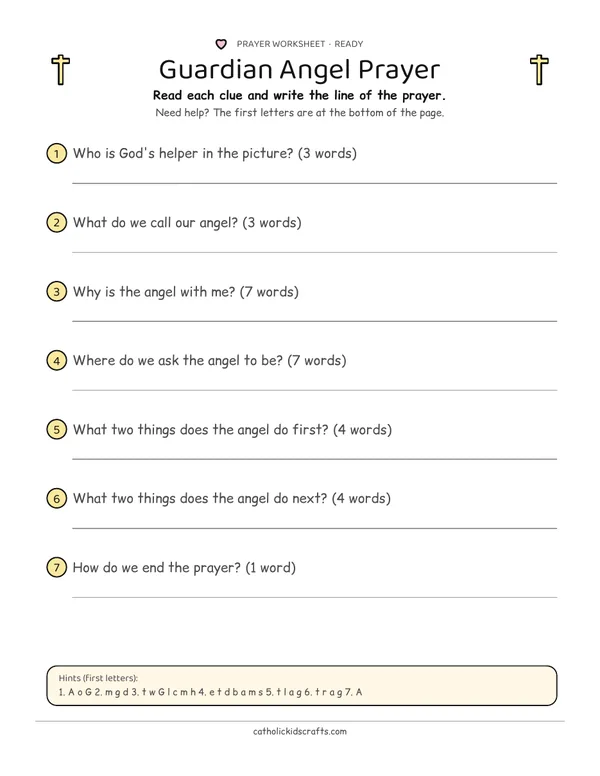 PRAYER WORKSHEET · READY
Guardian Angel Prayer
Read each clue and write the line of the prayer.
Need help? The first letters are at the bottom of the page.
1 Who is God's helper in the picture? (3 words)
2 What do we call our angel? (3 words)
3 Why is the angel with me? (7 words)
4 Where do we ask the angel to be? (7 words)
5 What two things does the angel do first? (4 words)
6 What two things does the angel do next? (4 words)
7 How do we end the prayer? (1 word)
Hints (first letters):
1. A o G 2. m g d 3. t w G l c m h 4. e t d b a m s 5. t l a g 6. t r a g 7. A
catholickidscrafts.com